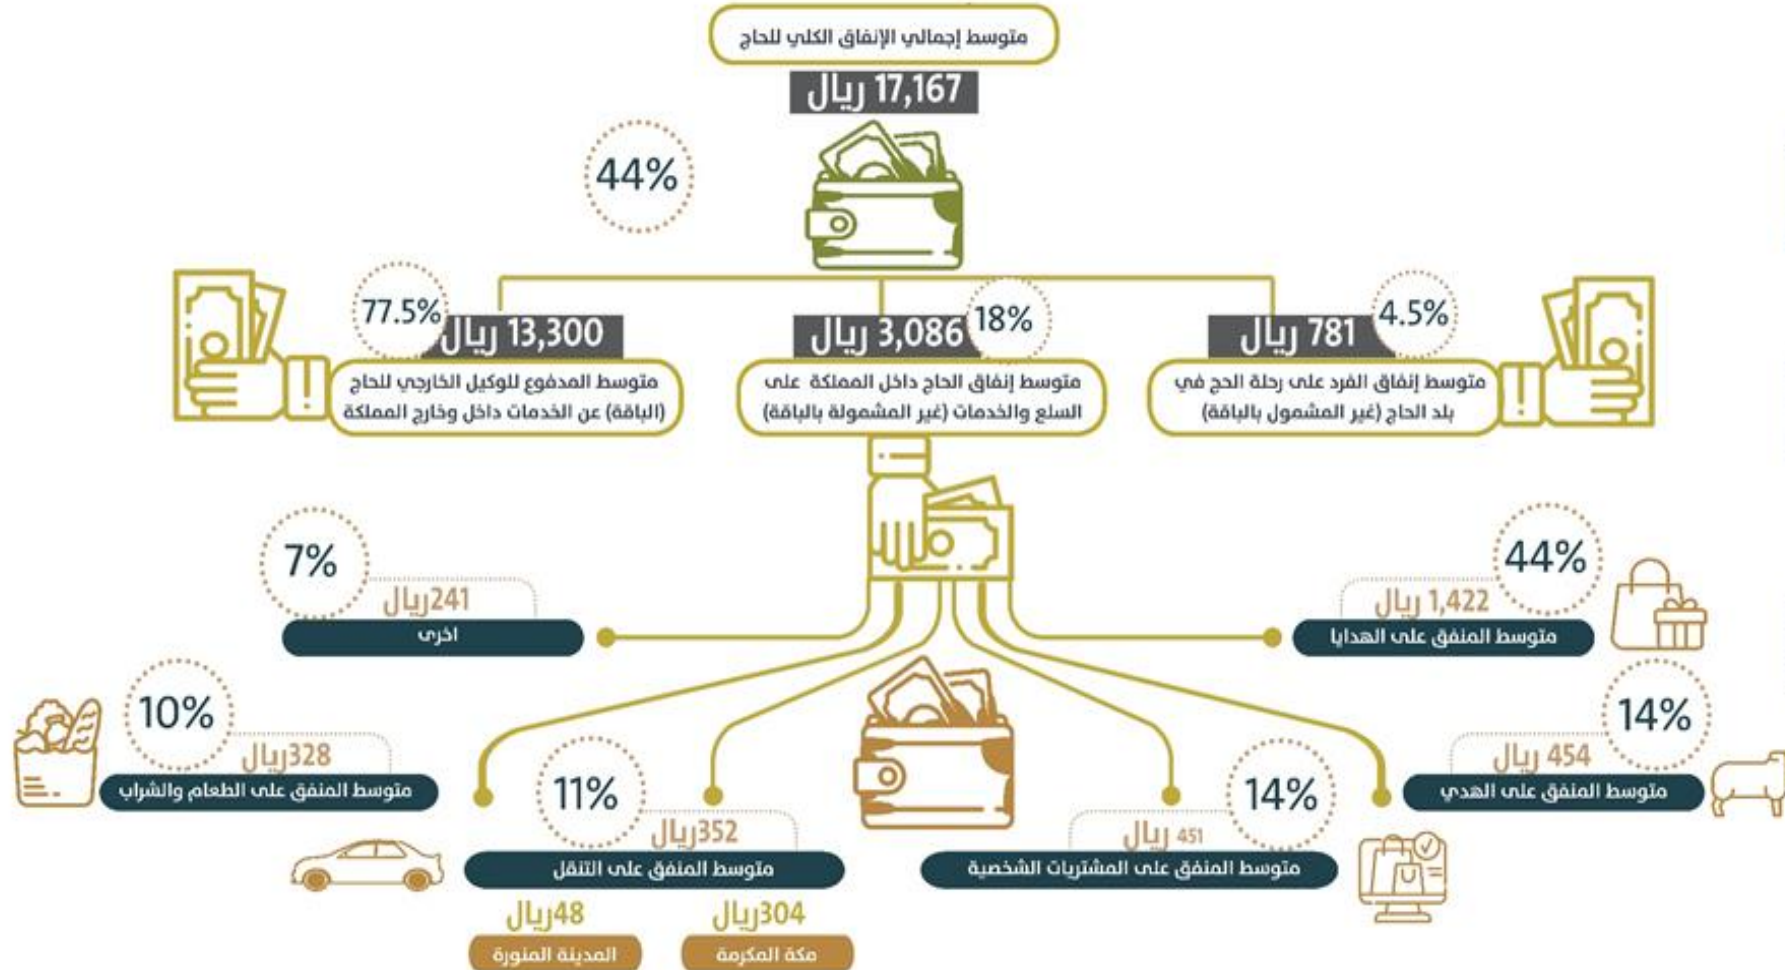 متوسط إجمالي الإنفاق الكلي للحاج
17,167 ريال
44%
4.5%
781 ريال
متوسط إنفاق الفرد على رحلة الحج في
بلد الحاج (غير المشمول بالباقة)
18%
3,086 ريال
متوسط إنفاق الحاج داخل المملكة على
السلع والخدمات (غير المشمولة بالباقة)
77.5%
13,300 ريال
متوسط المدفوع للوكيل الخارجي للحاج
(الباقة) عن الخدمات داخل وخارج المملكة
44%
1,422 ريال
متوسط المنفق على الهدايا
7%
241ريال
اخرى
14%
454 ريال
متوسط المنفق على الهدي
14%
451 ريال
متوسط المنفق على المشتريات الشخصية
11%
352ريال
متوسط المنفق على التنقل
304ريال
مكة المكرمة
48ريال
المدينة المنورة
10%
328ريال
متوسط المنفق على الطعام والشراب